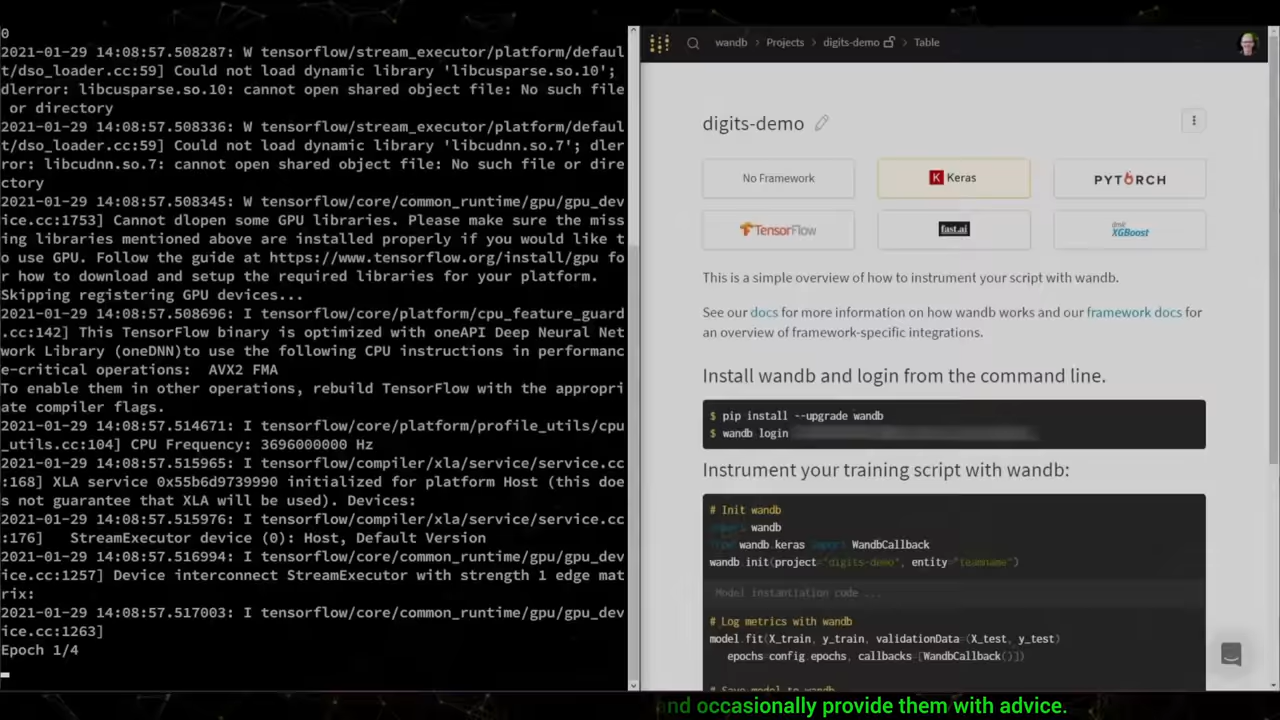 0
2021-01-29 14:08:57.508287: W tensorflow/stream_executor/platform/defaul
t/dso_loader.cc:59] Could not load dynamic library 'libcusparse.so.10';
dlerror: libcusparse.so.10: cannot open shared object file: No such file
or directory
2021-01-29 14:08:57.508336: W tensorflow/stream_executor/platform/defaul
t/dso_loader.cc:59] Could not load dynamic library 'libcudnn.so.7'; dler
ror: libcudnn.so.7: cannot open shared object file: No such file or dire
ctory
2021-01-29 14:08:57.508345: W tensorflow/core/common_runtime/gpu/gpu_dev
ice.cc:1753] Cannot dlopen some GPU libraries. Please make sure the miss
ing libraries mentioned above are installed properly if you would like t
o use GPU. Follow the guide at https://www.tensorflow.org/install/gpu fo
r how to download and setup the required libraries for your platform.
Skipping registering GPU devices...
2021-01-29 14:08:57.508696: I tensorflow/core/platform/cpu_feature_guard
.cc:142] This TensorFlow binary is optimized with oneAPI Deep Neural Net
work Library (oneDNN)to use the following CPU instructions in performanc
e-critical operations:  AVX2 FMA
To enable them in other operations, rebuild TensorFlow with the appropri
ate compiler flags.
2021-01-29 14:08:57.514671: I tensorflow/core/platform/profile_utils/cpu
_utils.cc:104] CPU Frequency: 3696000000 Hz
2021-01-29 14:08:57.515965: I tensorflow/compiler/xla/service/service.cc
:168] XLA service 0x55b6d9739990 initialized for platform Host (this doe
s not guarantee that XLA will be used). Devices:
2021-01-29 14:08:57.515976: I tensorflow/compiler/xla/service/service.cc
:176]   StreamExecutor device (0): Host, Default Version
2021-01-29 14:08:57.516994: I tensorflow/core/common_runtime/gpu/gpu_dev
ice.cc:1257] Device interconnect StreamExecutor with strength 1 edge mat
rix:
2021-01-29 14:08:57.517003: I tensorflow/core/common_runtime/gpu/gpu_dev
ice.cc:1263]
Epoch 1/4
wandb > Projects > digits-demo > Table
digits-demo
No Framework
K Keras
PYTORCH
TensorFlow
fast.ai
dmlc XGBoost
This is a simple overview of how to instrument your script with wandb.
See our docs for more information on how wandb works and our framework docs for
an overview of framework-specific integrations.
Install wandb and login from the command line.
$ pip install --upgrade wandb
$ wandb login
Instrument your training script with wandb:
# Init wandb
import wandb
from wandb.keras import WandbCallback
wandb.init(project="digits-demo", entity="teamname")
Model instantiation code ...
# Log metrics with wandb
model.fit(X_train, y_train, validationData=(X_test, y_test)
epochs=config.epochs, callbacks=[WandbCallback()])
# Save model to wandb
nd occasionally provide them with advice.